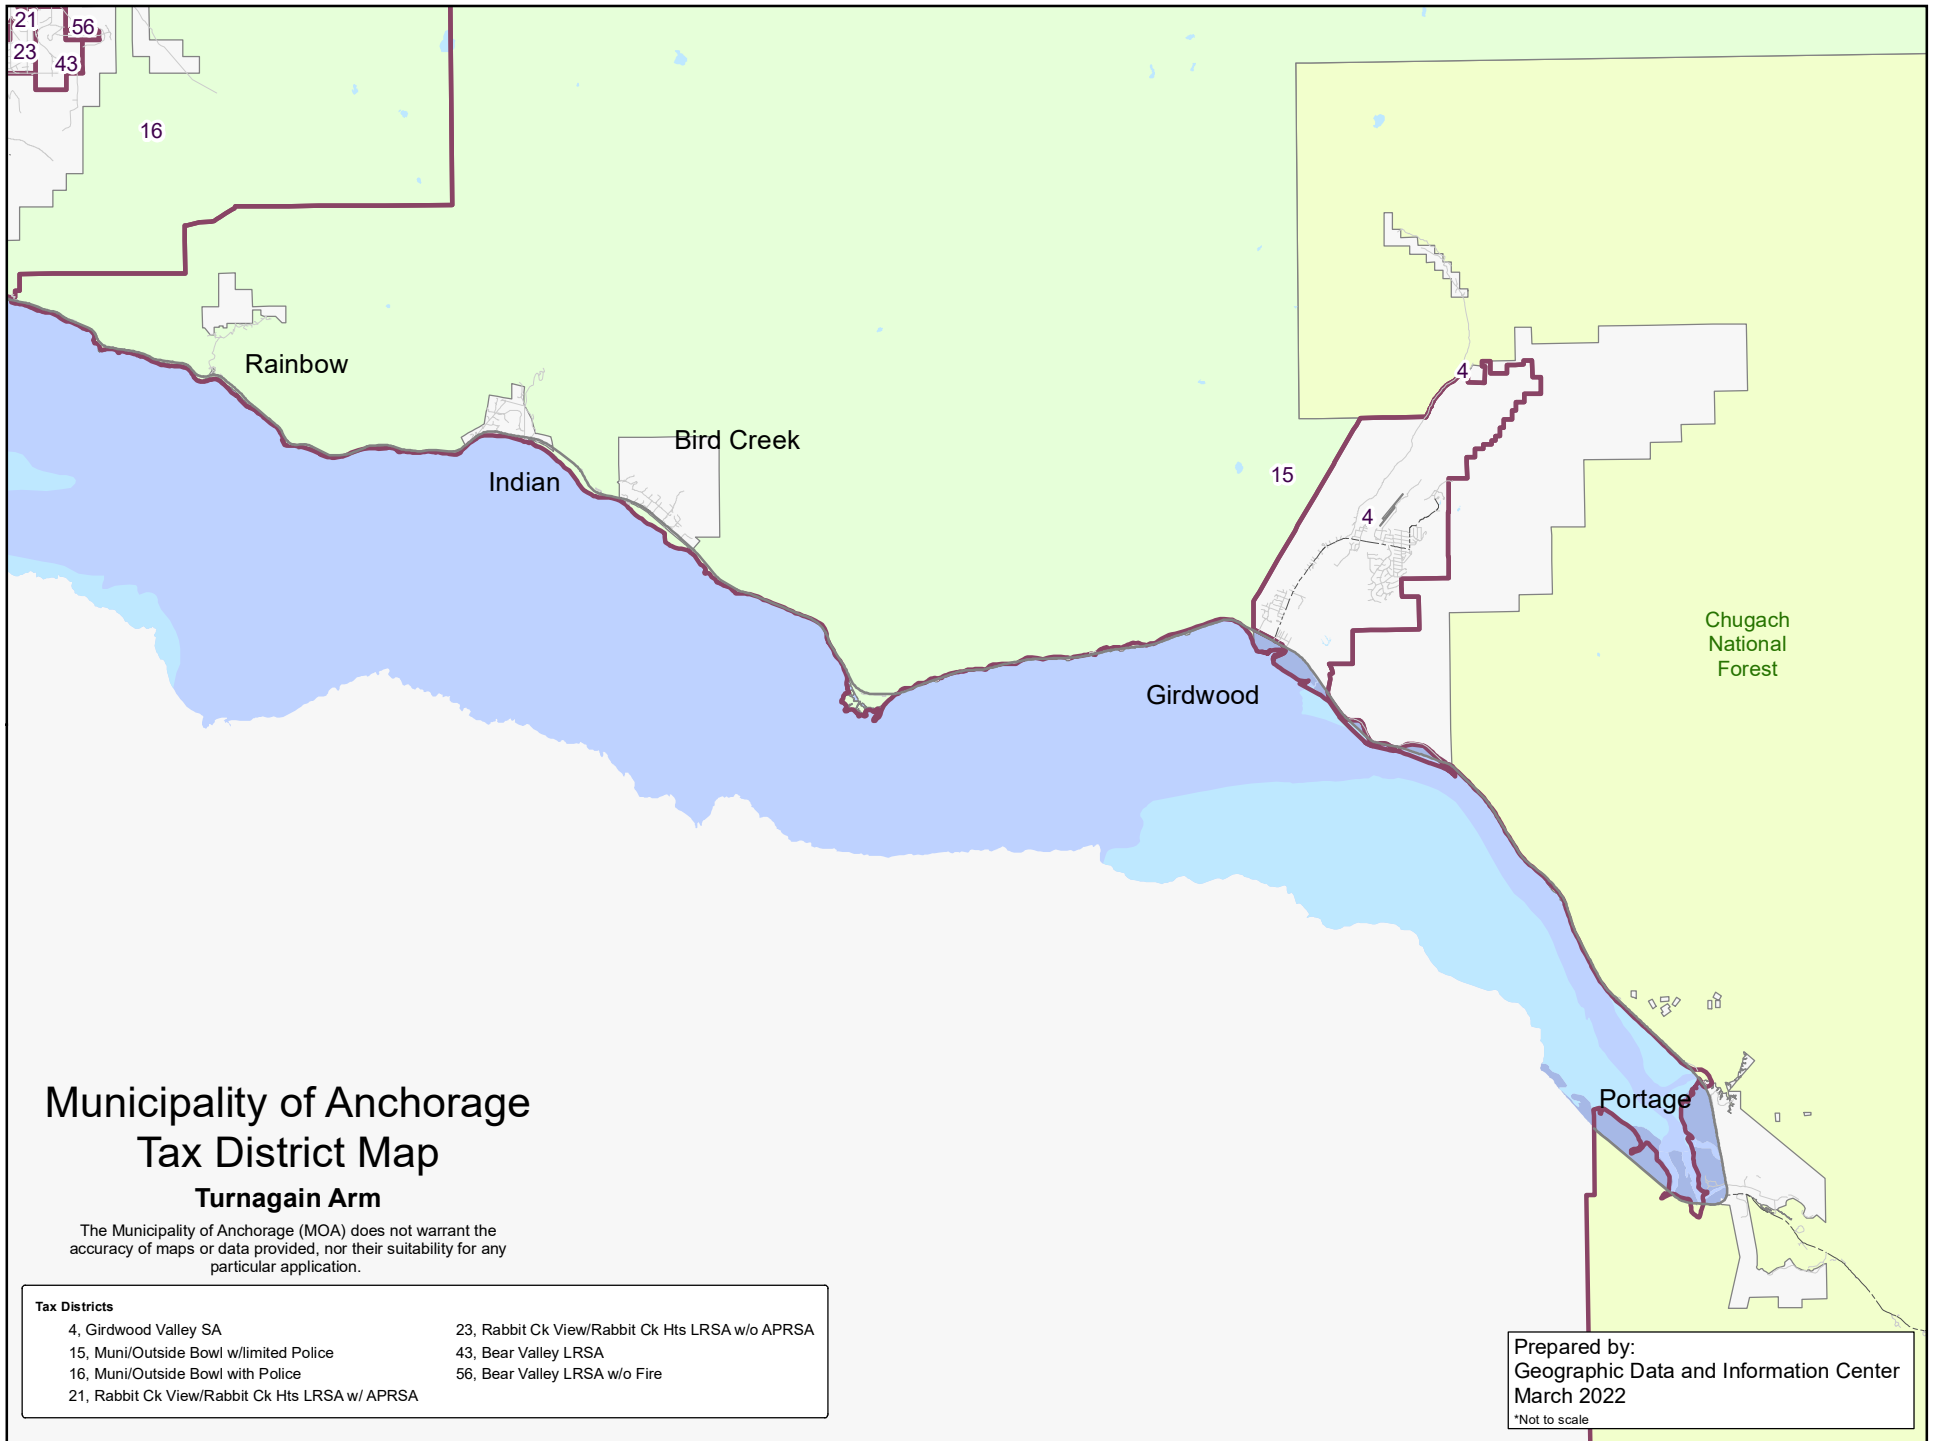 21
56
23
43
16
Rainbow
4
Bird Creek
15
Indian
4
Chugach
National
Forest
Girdwood
Portage
Municipality of Anchorage
Tax District Map
Turnagain Arm
The Municipality of Anchorage (MOA) does not warrant the
accuracy of maps or data provided, nor their suitability for any
particular application.
Tax Districts
4, Girdwood Valley SA
15, Muni/Outside Bowl w/limited Police
16, Muni/Outside Bowl with Police
21, Rabbit Ck View/Rabbit Ck Hts LRSA w/ APRSA
23, Rabbit Ck View/Rabbit Ck Hts LRSA w/o APRSA
43, Bear Valley LRSA
56, Bear Valley LRSA w/o Fire
Prepared by:
Geographic Data and Information Center
March 2022
*Not to scale